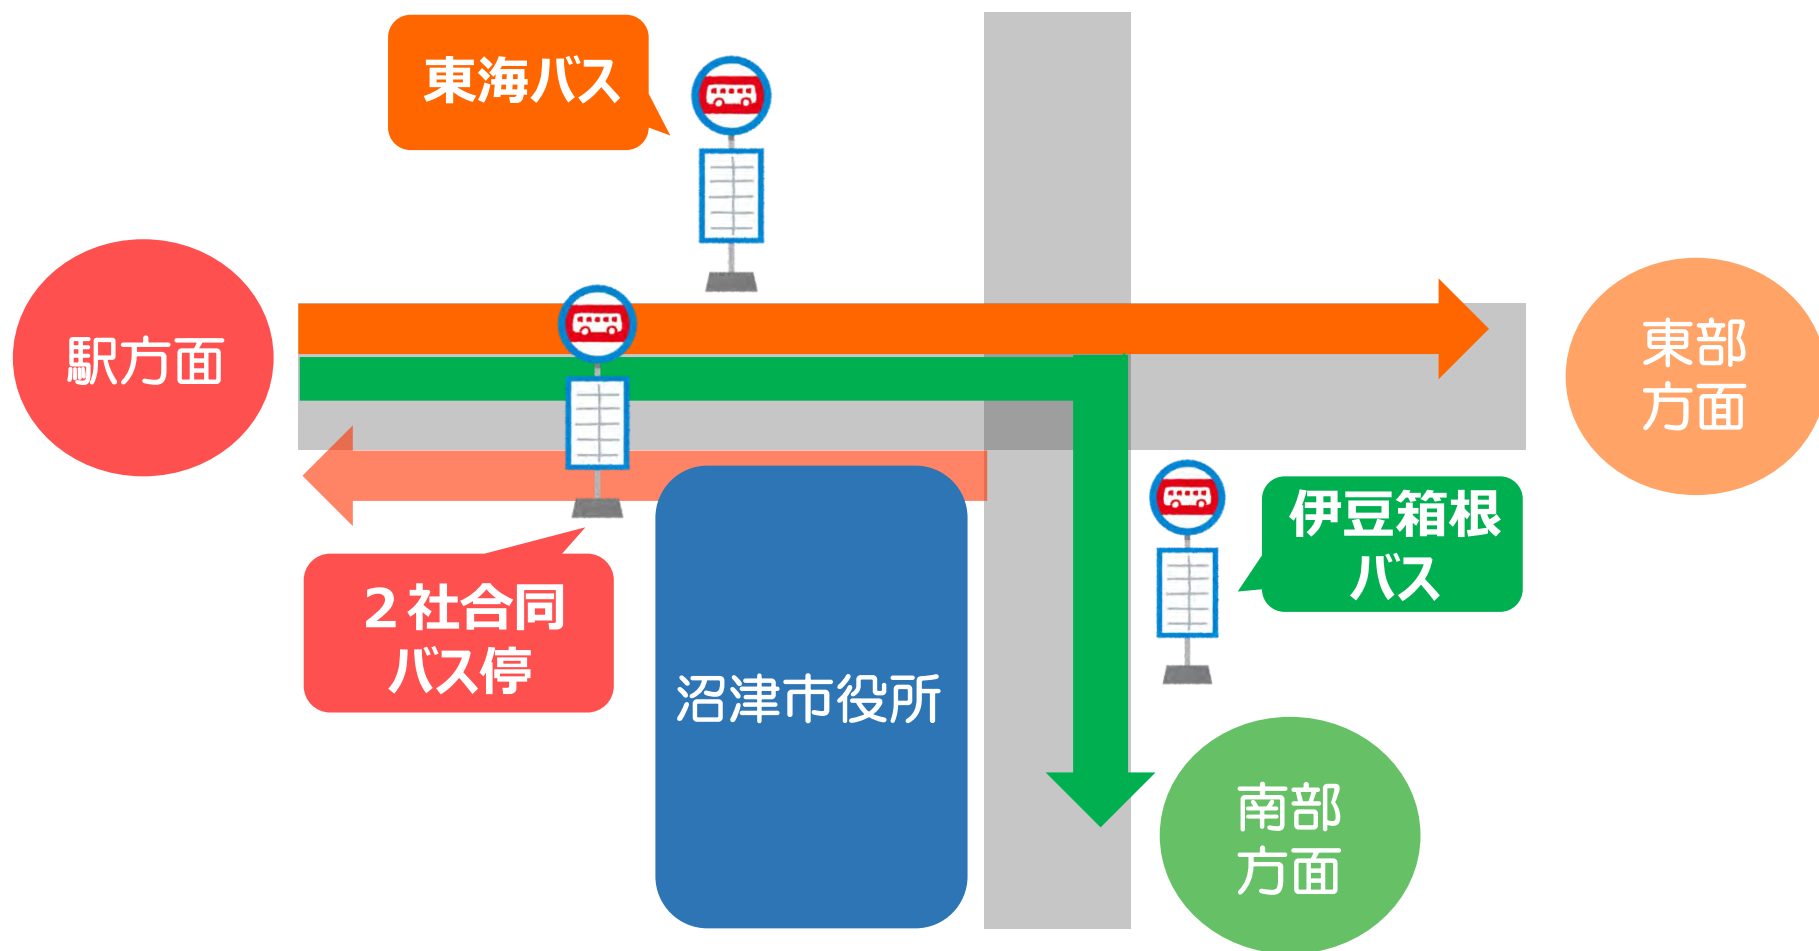 東海バス
駅方面
東部
方面
伊豆箱根
バス
２社合同
バス停
沼津市役所
南部
方面